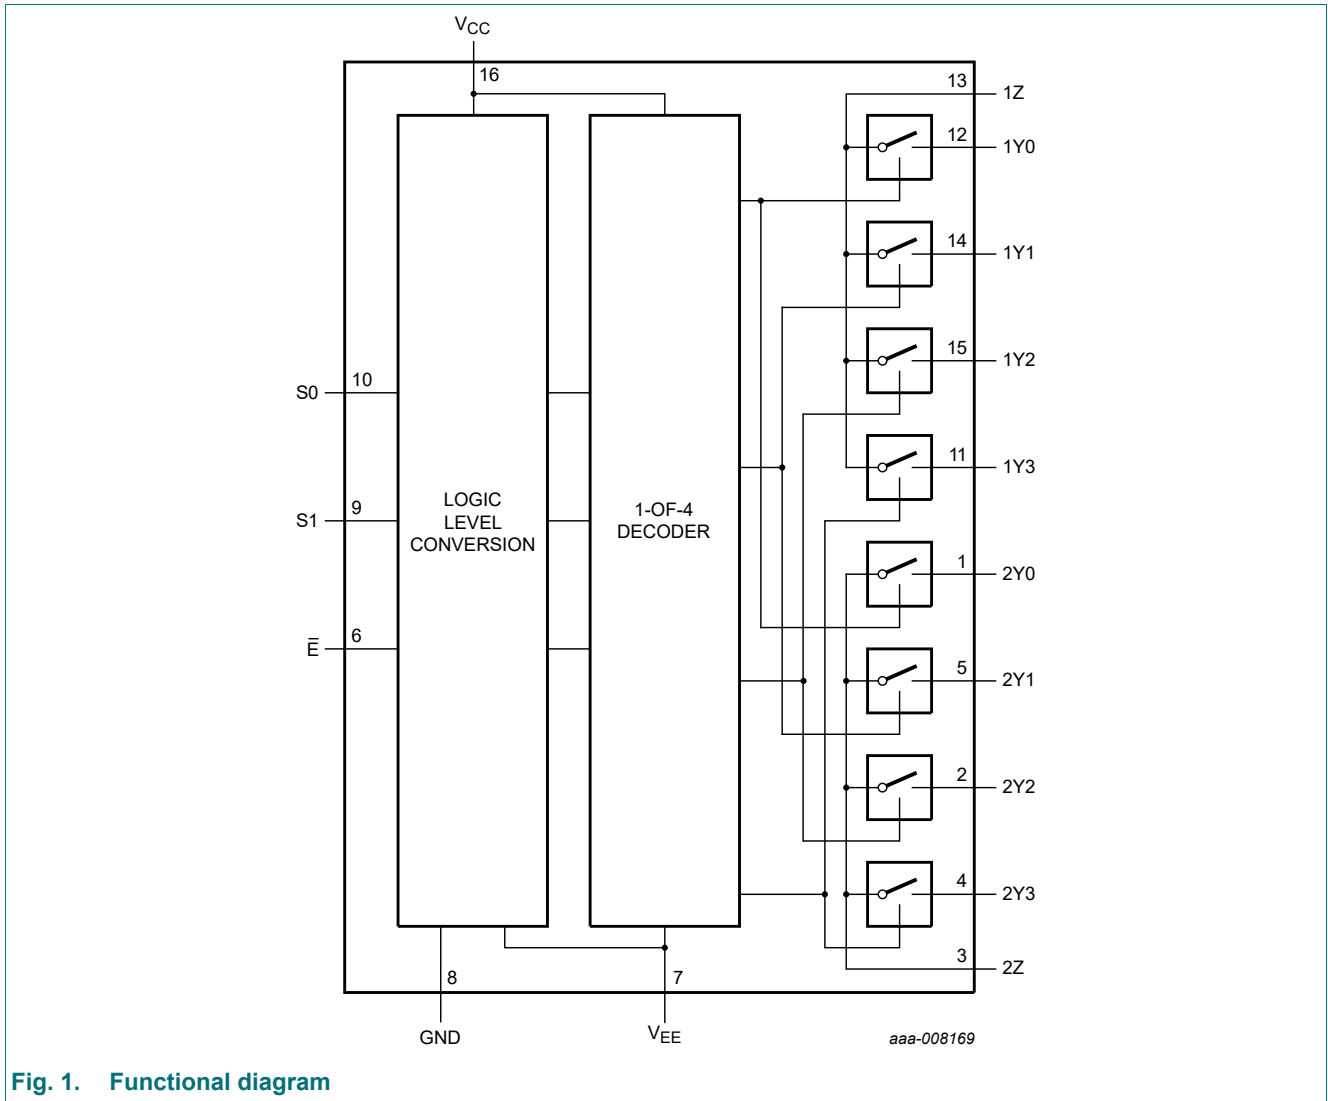 VCC
16
13 1Z
12 1Y0
14 1Y1
15 1Y2
S0 10
11 1Y3
LOGIC
LEVEL
CONVERSION
1-OF-4
DECODER
S1 9
1 2Y0
E̅ 6
5 2Y1
2 2Y2
4 2Y3
3 2Z
8
7
GND
VEE
aaa-008169
Fig. 1. Functional diagram